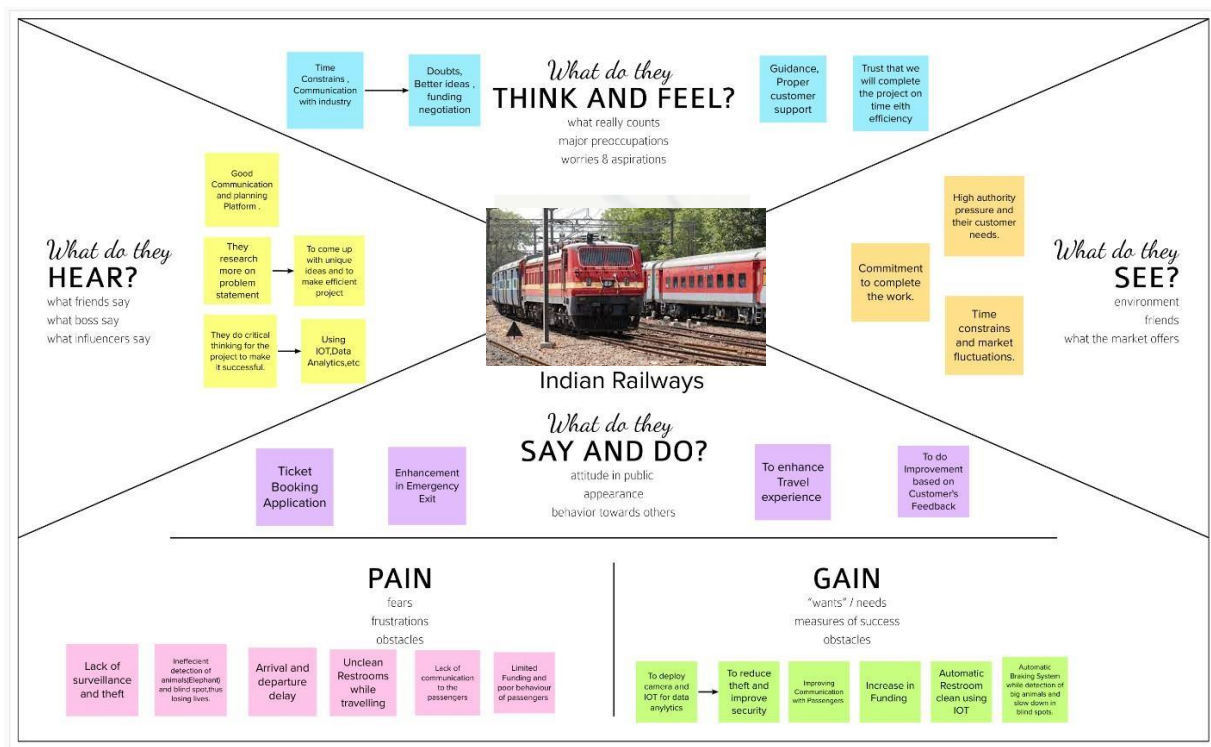 What do they
THINK AND FEEL?
what really counts
major preoccupations
worries & aspirations
Time
Constrains ,
Communication
with industry
Doubts,
Better ideas ,
funding
negotiation
Guidance,
Proper
customer
support
Trust that we
will complete
the project on
time eith
efficiency
What do they
HEAR?
what friends say
what boss say
what influencers say
Good
Communication
and planning
Platform .
They
research
more on
problem
statement
To come up
with unique
ideas and to
make efficient
project
They do critical
thinking for the
project to make
it successful.
Using
IOT,Data
Analytics,etc
Indian Railways
What do they
SEE?
environment
friends
what the market offers
High authority
pressure and
their customer
needs.
Commitment
to complete
the work.
Time
constrains
and market
fluctuations.
What do they
SAY AND DO?
attitude in public
appearance
behavior towards others
Ticket
Booking
Application
Enhancement
in Emergency
Exit
To enhance
Travel
experience
To do
Improvement
based on
Customer's
Feedback
PAIN
fears
frustrations
obstacles
Lack of
surveillance
and theft
Ineffecient
detection of
animals(Elephant)
and blind spot,thus
losing lives.
Arrival and
departure
delay
Unclean
Restrooms
while
travelling
Lack of
communication
to the
passengers
Limited
Funding and
poor behaviour
of passengers
GAIN
"wants" / needs
measures of success
obstacles
To deploy
camera and
IOT for data
anylytics
To reduce
theft and
improve
security
Improving
Communication
with Passengers
Increase in
Funding
Automatic
Restroom
clean using
IOT
Automatic
Braking System
while detection of
big animals and
slow down in
blind spots.